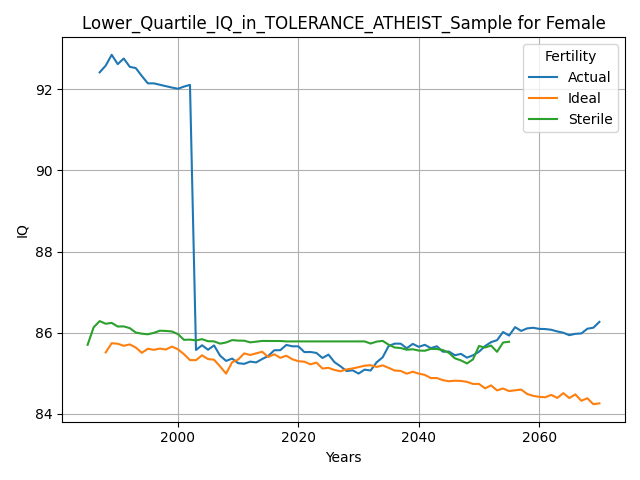 Lower_Quartile_IQ_in_TOLERANCE_ATHEIST_Sample for Female
Fertility
Actual
Ideal
Sterile
IQ
92
90
88
86
84
2000
2020
2040
2060
Years